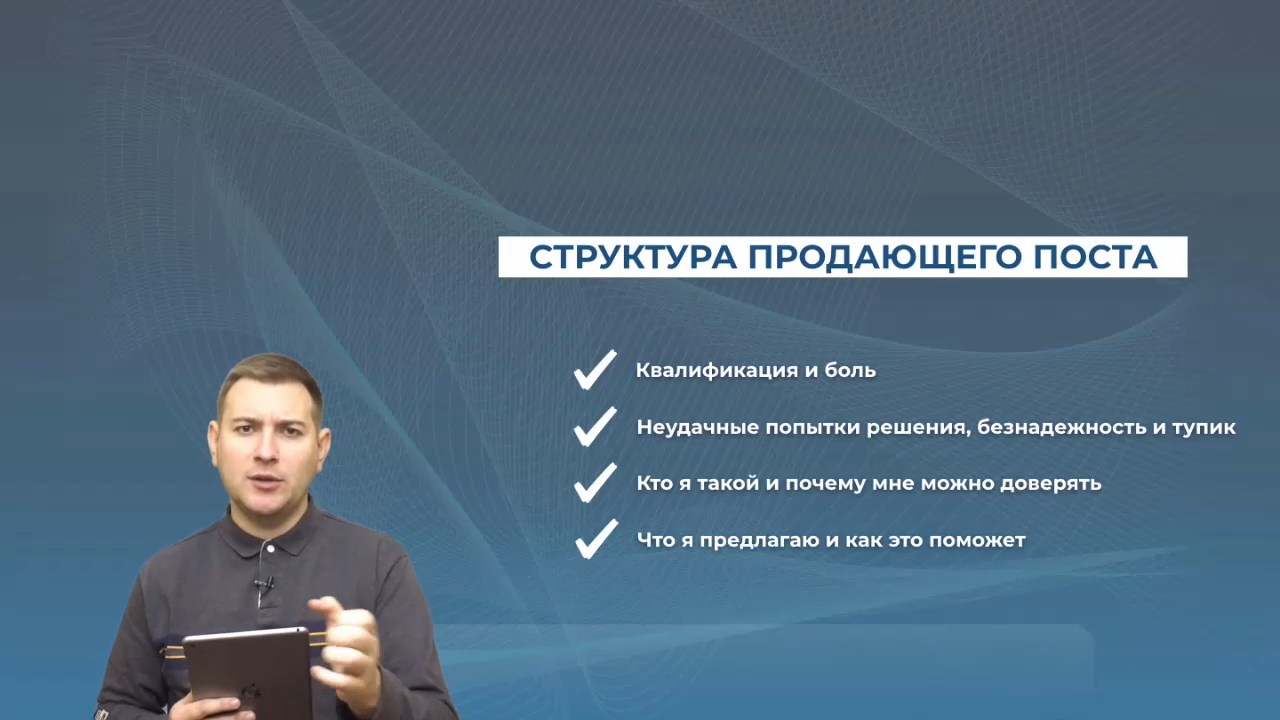 СТРУКТУРА ПРОДАЮЩЕГО ПОСТА
Квалификация и боль
Неудачные попытки решения, безнадежность и тупик
Кто я такой и почему мне можно доверять
Что я предлагаю и как это поможет